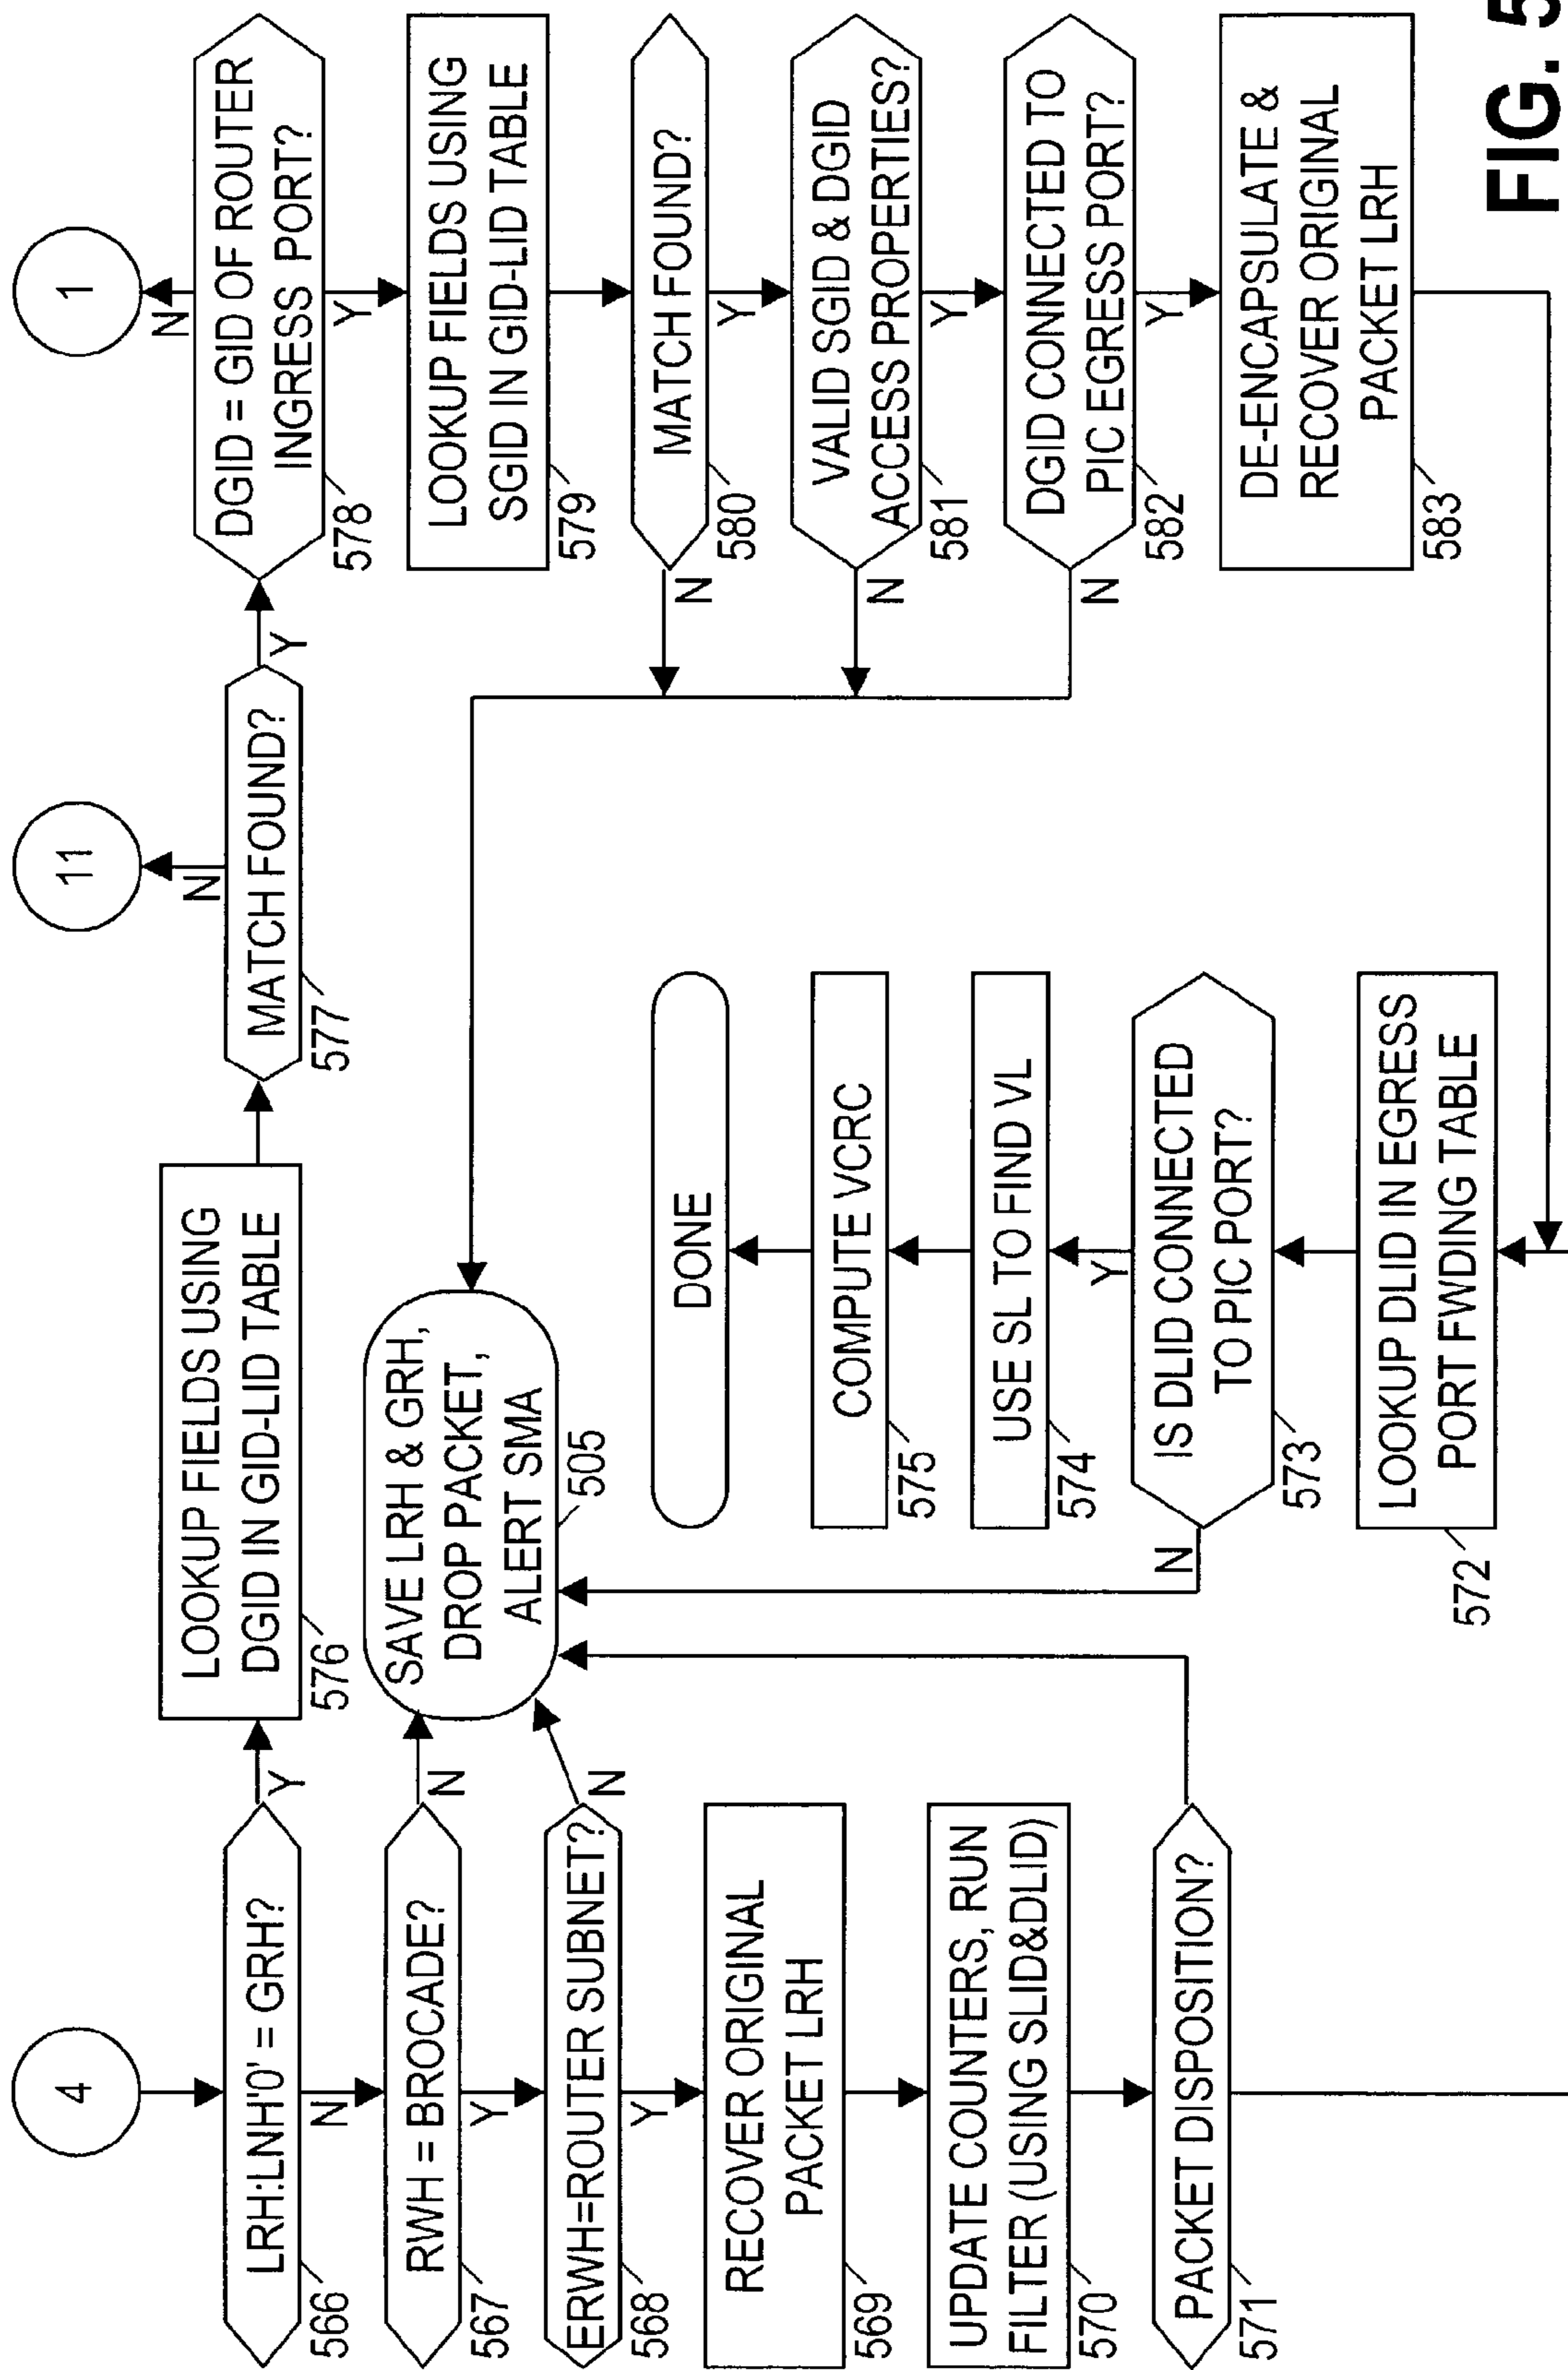 4
LRH:LNH'0' = GRH?
Y
566
N
RWH = BROCADE?
N
567
Y
ERWH=ROUTER SUBNET?
N
568
Y
RECOVER ORIGINAL
PACKET LRH
569
UPDATE COUNTERS, RUN
FILTER (USING SLID&DLID)
570
PACKET DISPOSITION?
571
LOOKUP FIELDS USING
DGID IN GID-LID TABLE
576
SAVE LRH & GRH,
DROP PACKET,
ALERT SMA
505
DONE
COMPUTE VCRC
575
USE SL TO FIND VL
574
Y
IS DLID CONNECTED
TO PIC PORT?
N
573
LOOKUP DLID IN EGRESS
PORT FWDING TABLE
572
11
N
MATCH FOUND?
Y
577
1
N
DGID = GID OF ROUTER
INGRESS PORT?
578
Y
LOOKUP FIELDS USING
SGID IN GID-LID TABLE
579
MATCH FOUND?
N
580
Y
VALID SGID & DGID
ACCESS PROPERTIES?
N
581
Y
DGID CONNECTED TO
PIC EGRESS PORT?
N
582
Y
DE-ENCAPSULATE &
RECOVER ORIGINAL
PACKET LRH
583
FIG. 5